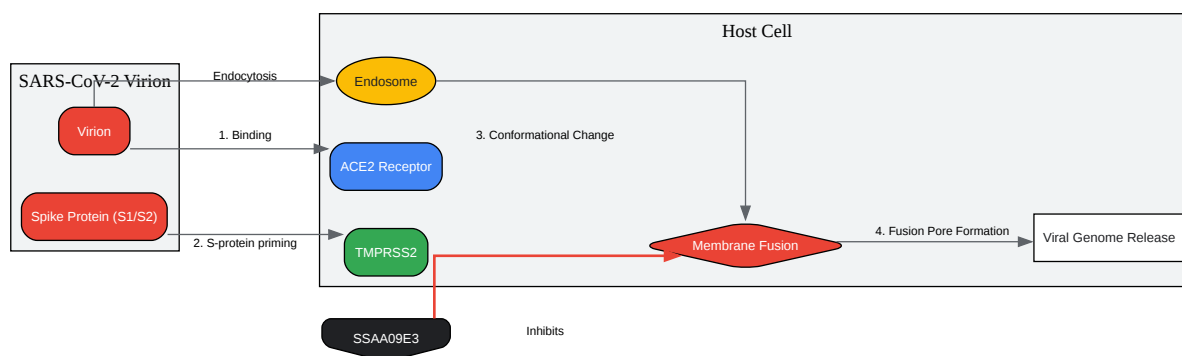 Host Cell
SARS-CoV-2 Virion
Endocytosis
Endosome
Virion
1. Binding
3. Conformational Change
ACE2 Receptor
Spike Protein (S1/S2)
2. S-protein priming
TMPRSS2
Membrane Fusion
4. Fusion Pore Formation
Viral Genome Release
SSAA09E3
Inhibits